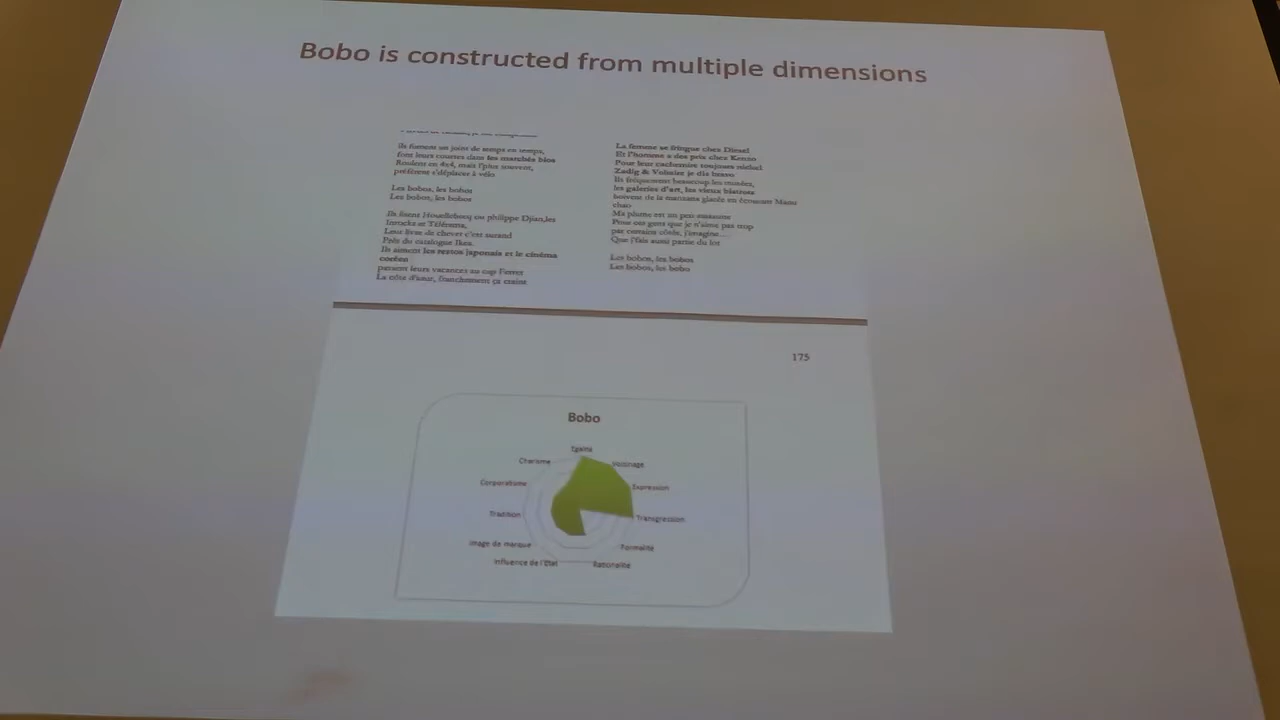 Bobo is constructed from multiple dimensions
Ils fument un joint de temps en temps,
font leurs courses dans les marchés bios
Roulent en 4x4, mais l'plus souvent,
préfèrent s'déplacer à vélo
Les bobos, les bobos
Les bobos, les bobos
Ils lisent Houellebecq ou philippe Djian, les
Inrocks et Télérama,
Leur livre de chevet c'est surand
Près du catalogue Ikea.
Ils aiment les restos japonais et le cinéma
coréen
passent leurs vacances au cap Ferret
La côte d'azur, franchement ça craint
La femme se fringue chez Diesel
Et l'homme a des prix chez Kenzo
Pour leur cachemire toujours nickel
Zadig & Voltaire je dis bravo
Ils fréquentent beaucoup les musées,
les galeries d'art, les vieux bistrots
boivent de la manzana glacée en écoutant Manu
chao
Ma plume est un peu assassine
Pour ces gens que je n'aime pas trop
par certains côtés, j'imagine...
Que j'fais aussi partie du lot
Les bobos, les bobos
Les bobos, les bobo
175
Bobo
Egalité
Voisinage
Expression
Transgression
Formalité
Rationalité
Influence de l'Etat
Image de marque
Tradition
Corporatisme
Charisme